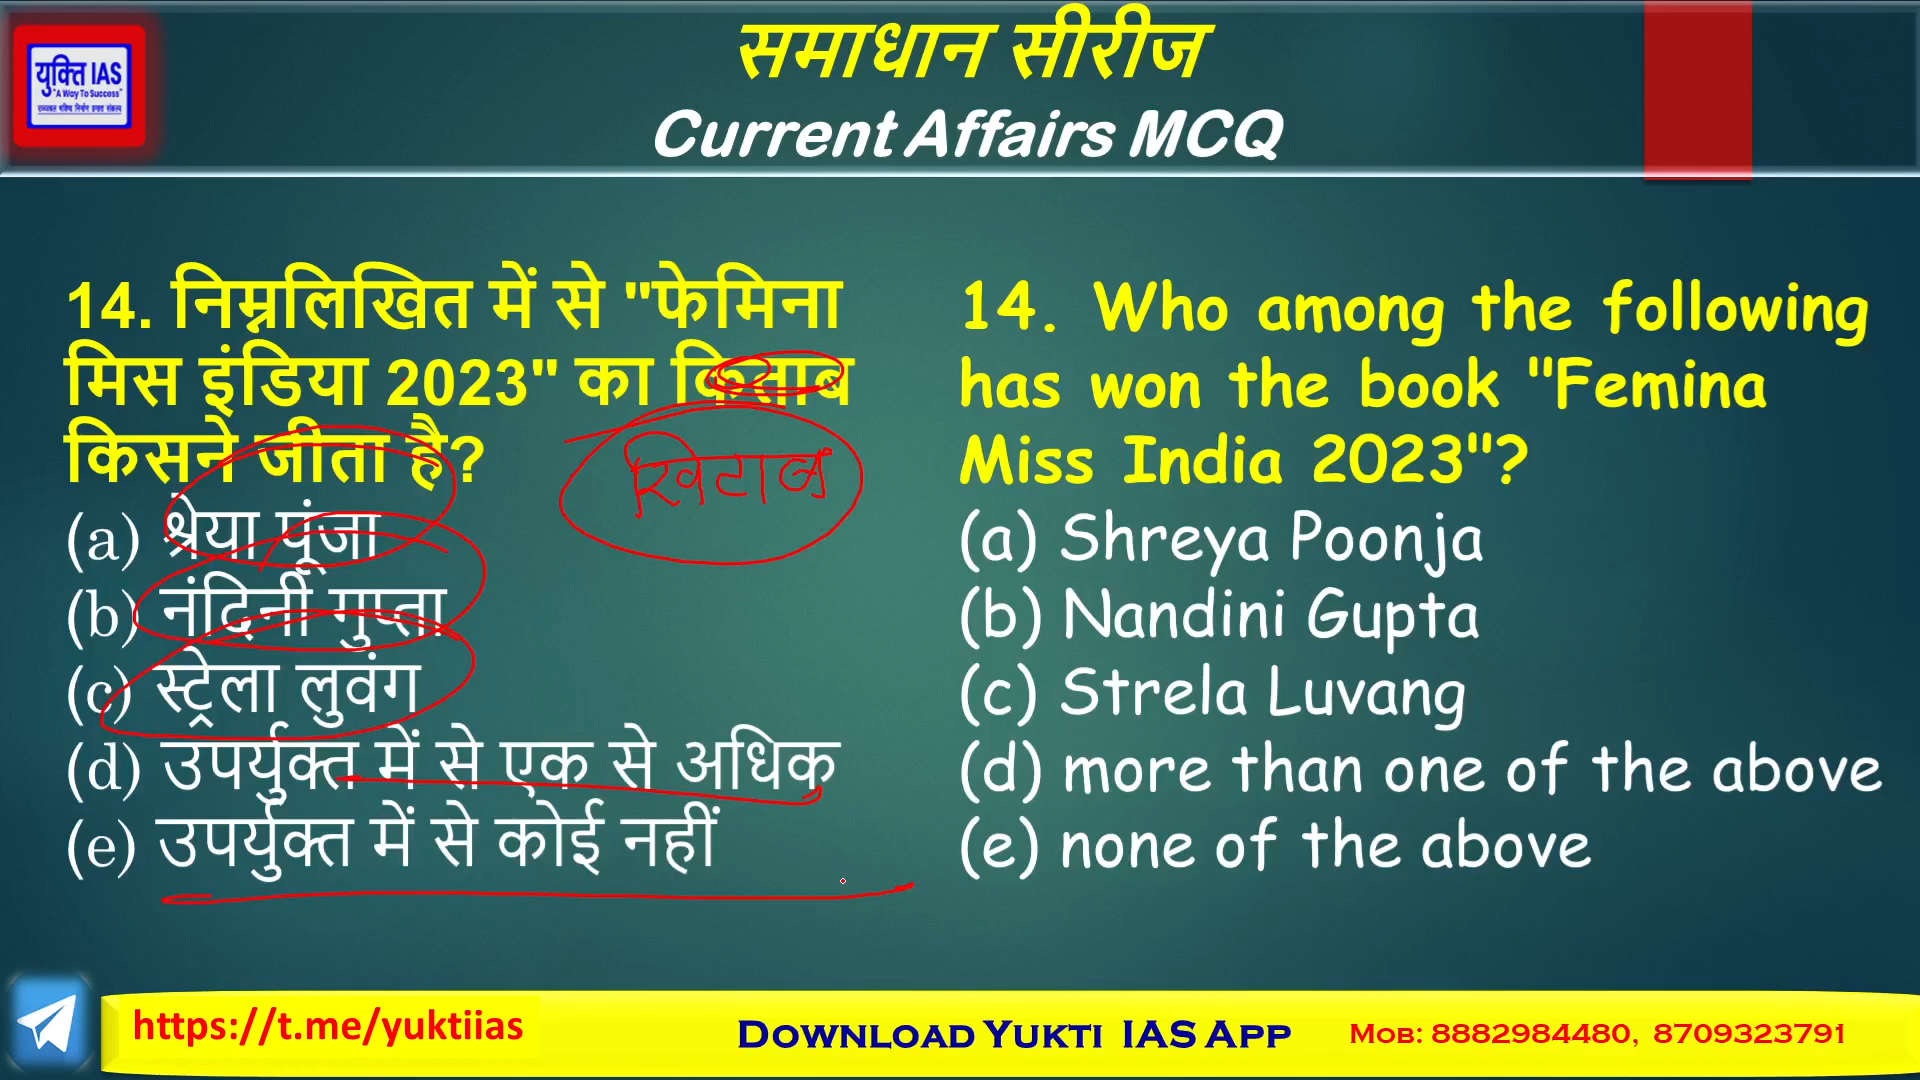 समाधान सीरीज
Current Affairs MCQ
युक्ति IAS
"A Way To Success"
14. निम्नलिखित में से "फेमिना
मिस इंडिया 2023" का किताब
किसने जीता है?
खिटाब
(a) श्रेया पूंजा
(b) नंदिनी गुप्ता
(c) स्ट्रेला लुवंग
(d) उपर्युक्त में से एक से अधिक
(e) उपर्युक्त में से कोई नहीं
14. Who among the following
has won the book "Femina
Miss India 2023"?
(a) Shreya Poonja
(b) Nandini Gupta
(c) Strela Luvang
(d) more than one of the above
(e) none of the above
https://t.me/yuktiias
Download Yukti IAS App
Mob: 8882984480, 8709323791